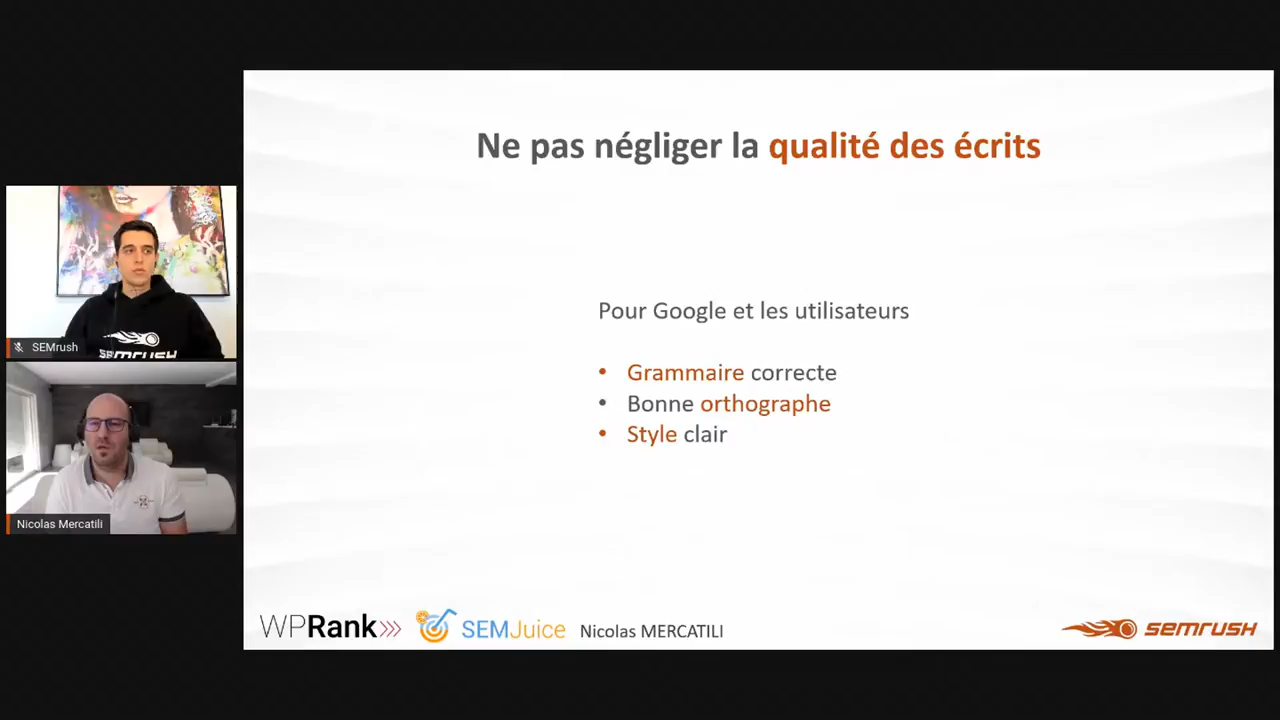 Ne pas négliger la qualité des écrits
Pour Google et les utilisateurs
• Grammaire correcte
• Bonne orthographe
• Style clair
SEMRUSH
SEMrush
Nicolas Mercatili
WPRank
SEMJuice
Nicolas MERCATILI
semrush